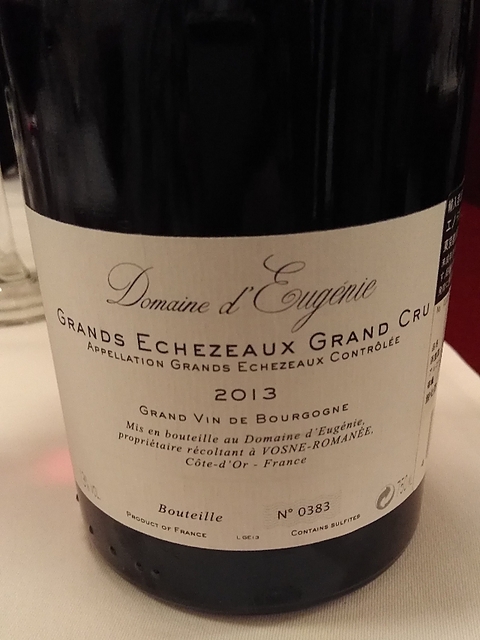 Domaine d'Eugénie
GRANDS ECHEZEAUX GRAND CRU
APPELLATION GRANDS ECHEZEAUX CONTRÔLÉE
2013
GRAND VIN DE BOURGOGNE
Mis en bouteille au Domaine d'Eugénie,
propriétaire récoltant à VOSNE-ROMANÉE,
Côte-d'Or - France
Bouteille N° 0383
PRODUCT OF FRANCE
CONTAINS SULFITES